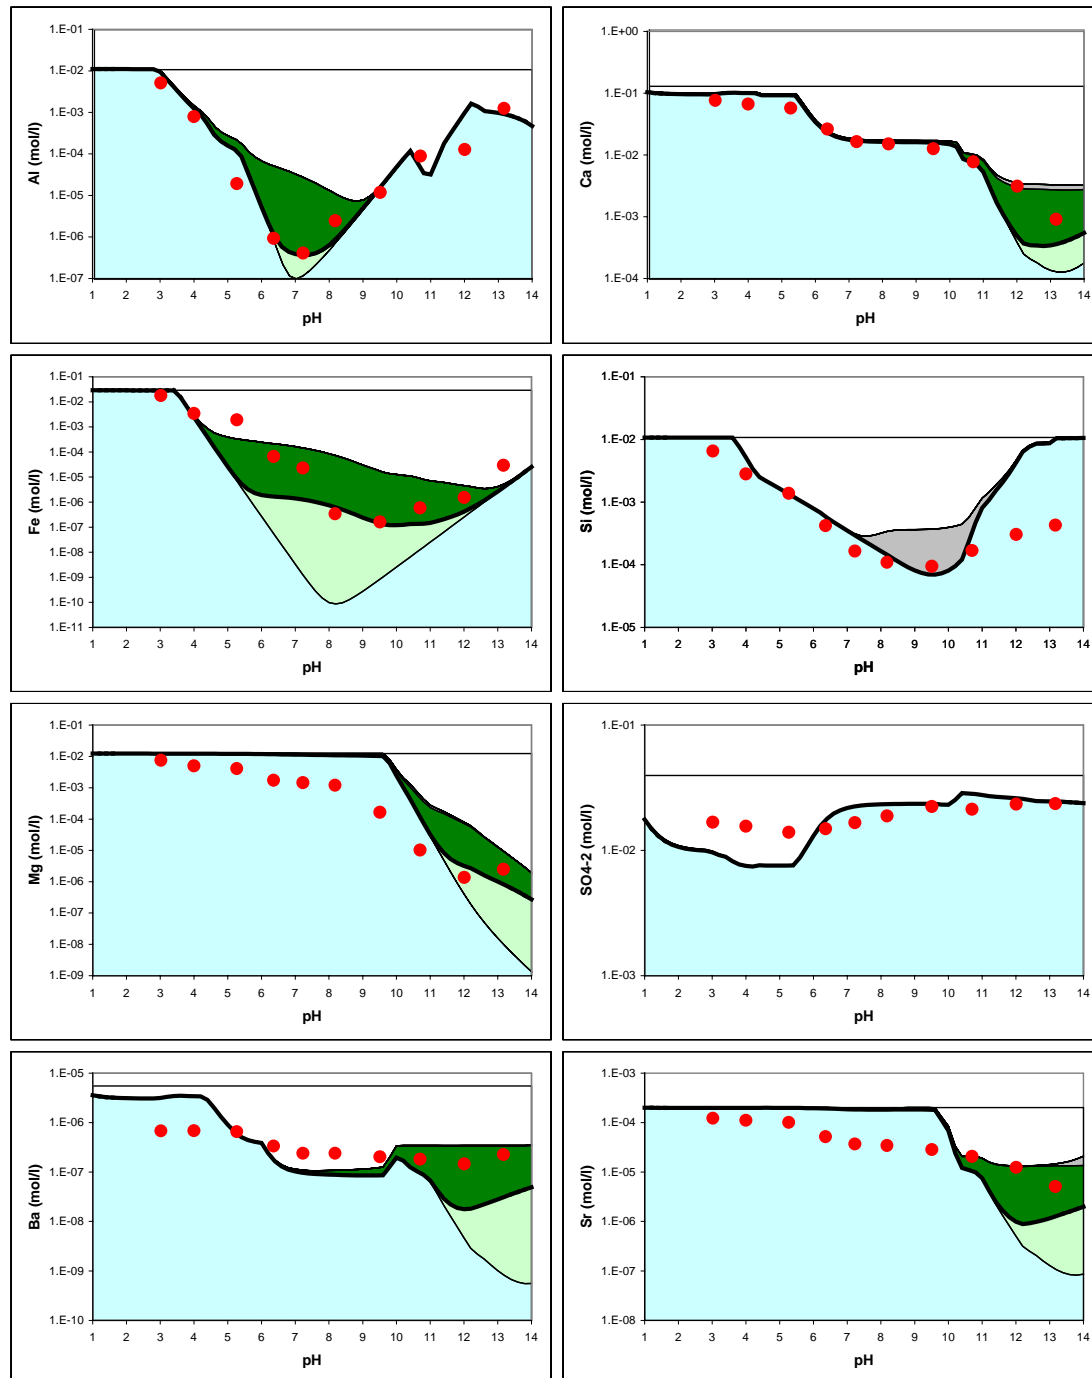 1.E-01
1.E-02
1.E-03
1.E-04
1.E-05
1.E-06
1.E-07
Al (mol/l)
1 2 3 4 5 6 7 8 9 10 11 12 13 14
pH
1.E+00
1.E-01
1.E-02
1.E-03
1.E-04
Ca (mol/l)
1 2 3 4 5 6 7 8 9 10 11 12 13 14
pH
1.E-01
1.E-02
1.E-03
1.E-04
1.E-05
1.E-06
1.E-07
1.E-08
1.E-09
1.E-10
1.E-11
Fe (mol/l)
1 2 3 4 5 6 7 8 9 10 11 12 13 14
pH
1.E-01
1.E-02
1.E-03
1.E-04
1.E-05
Si (mol/l)
1 2 3 4 5 6 7 8 9 10 11 12 13 14
pH
1.E-01
1.E-02
1.E-03
1.E-04
1.E-05
1.E-06
1.E-07
1.E-08
1.E-09
Mg (mol/l)
1 2 3 4 5 6 7 8 9 10 11 12 13 14
pH
1.E-01
1.E-02
1.E-03
SO4-2 (mol/l)
1 2 3 4 5 6 7 8 9 10 11 12 13 14
pH
1.E-05
1.E-06
1.E-07
1.E-08
1.E-09
1.E-10
Ba (mol/l)
1 2 3 4 5 6 7 8 9 10 11 12 13 14
pH
1.E-03
1.E-04
1.E-05
1.E-06
1.E-07
1.E-08
Sr (mol/l)
1 2 3 4 5 6 7 8 9 10 11 12 13 14
pH